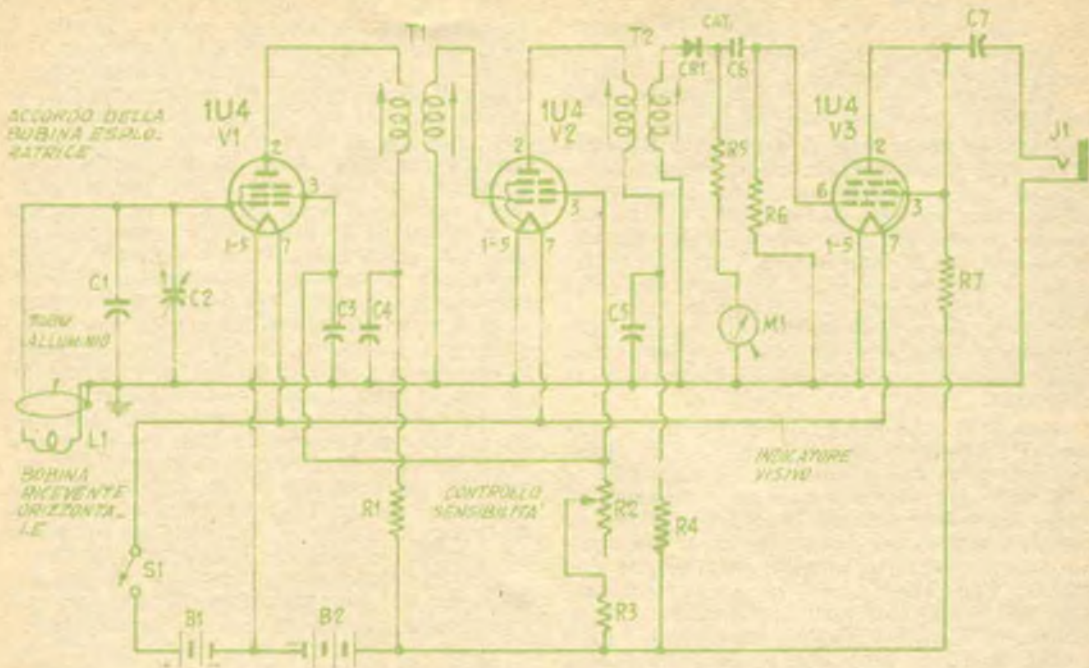 ACCORDO DELLA
BOBINA ESPLO-
RATRICE
1U4
V1
2
3
1-5
7
C1
C2
TUBO
ALLUMINIO
L1
BOBINA
RICEVENTE
ORIZZONTA-
LE
S1
B1
B2
T1
C3
C4
R1
CONTROLLO
SENSIBILITA'
1U4
V2
2
3
1-5
7
T2
CR1
CAT.
C6
C5
R5
R6
M1
R2
R3
R4
INDICATORE
VISIVO
1U4
V3
2
6
3
1-5
7
C7
J1
R7